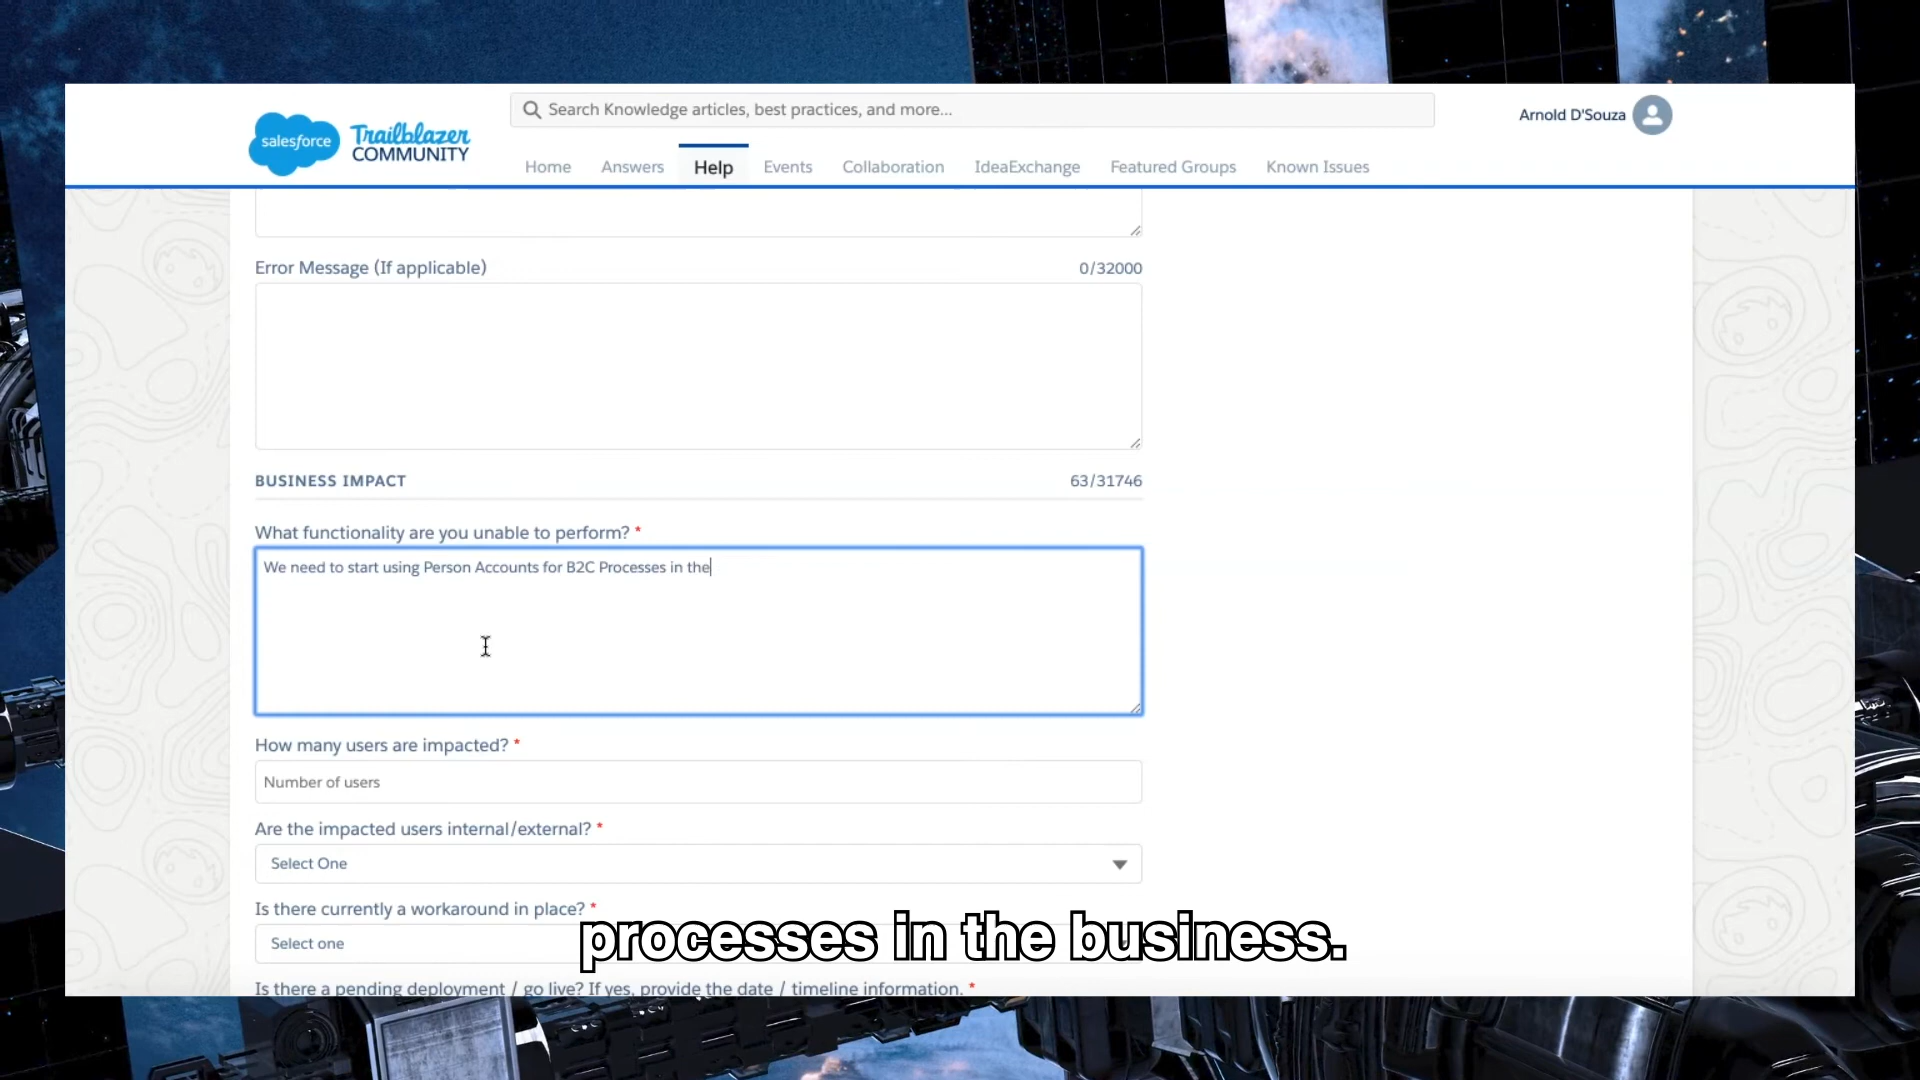 Search Knowledge articles, best practices, and more...
Arnold D'Souza
salesforce
Trailblazer
COMMUNITY
Home Answers Help Events Collaboration IdeaExchange Featured Groups Known Issues
Error Message (If applicable) 0/32000
BUSINESS IMPACT 63/31746
What functionality are you unable to perform? *
We need to start using Person Accounts for B2C Processes in the
How many users are impacted? *
Number of users
Are the impacted users internal/external? *
Select One
Is there currently a workaround in place? *
Select one
processes in the business.
Is there a pending deployment / go live? If yes, provide the date / timeline information. *